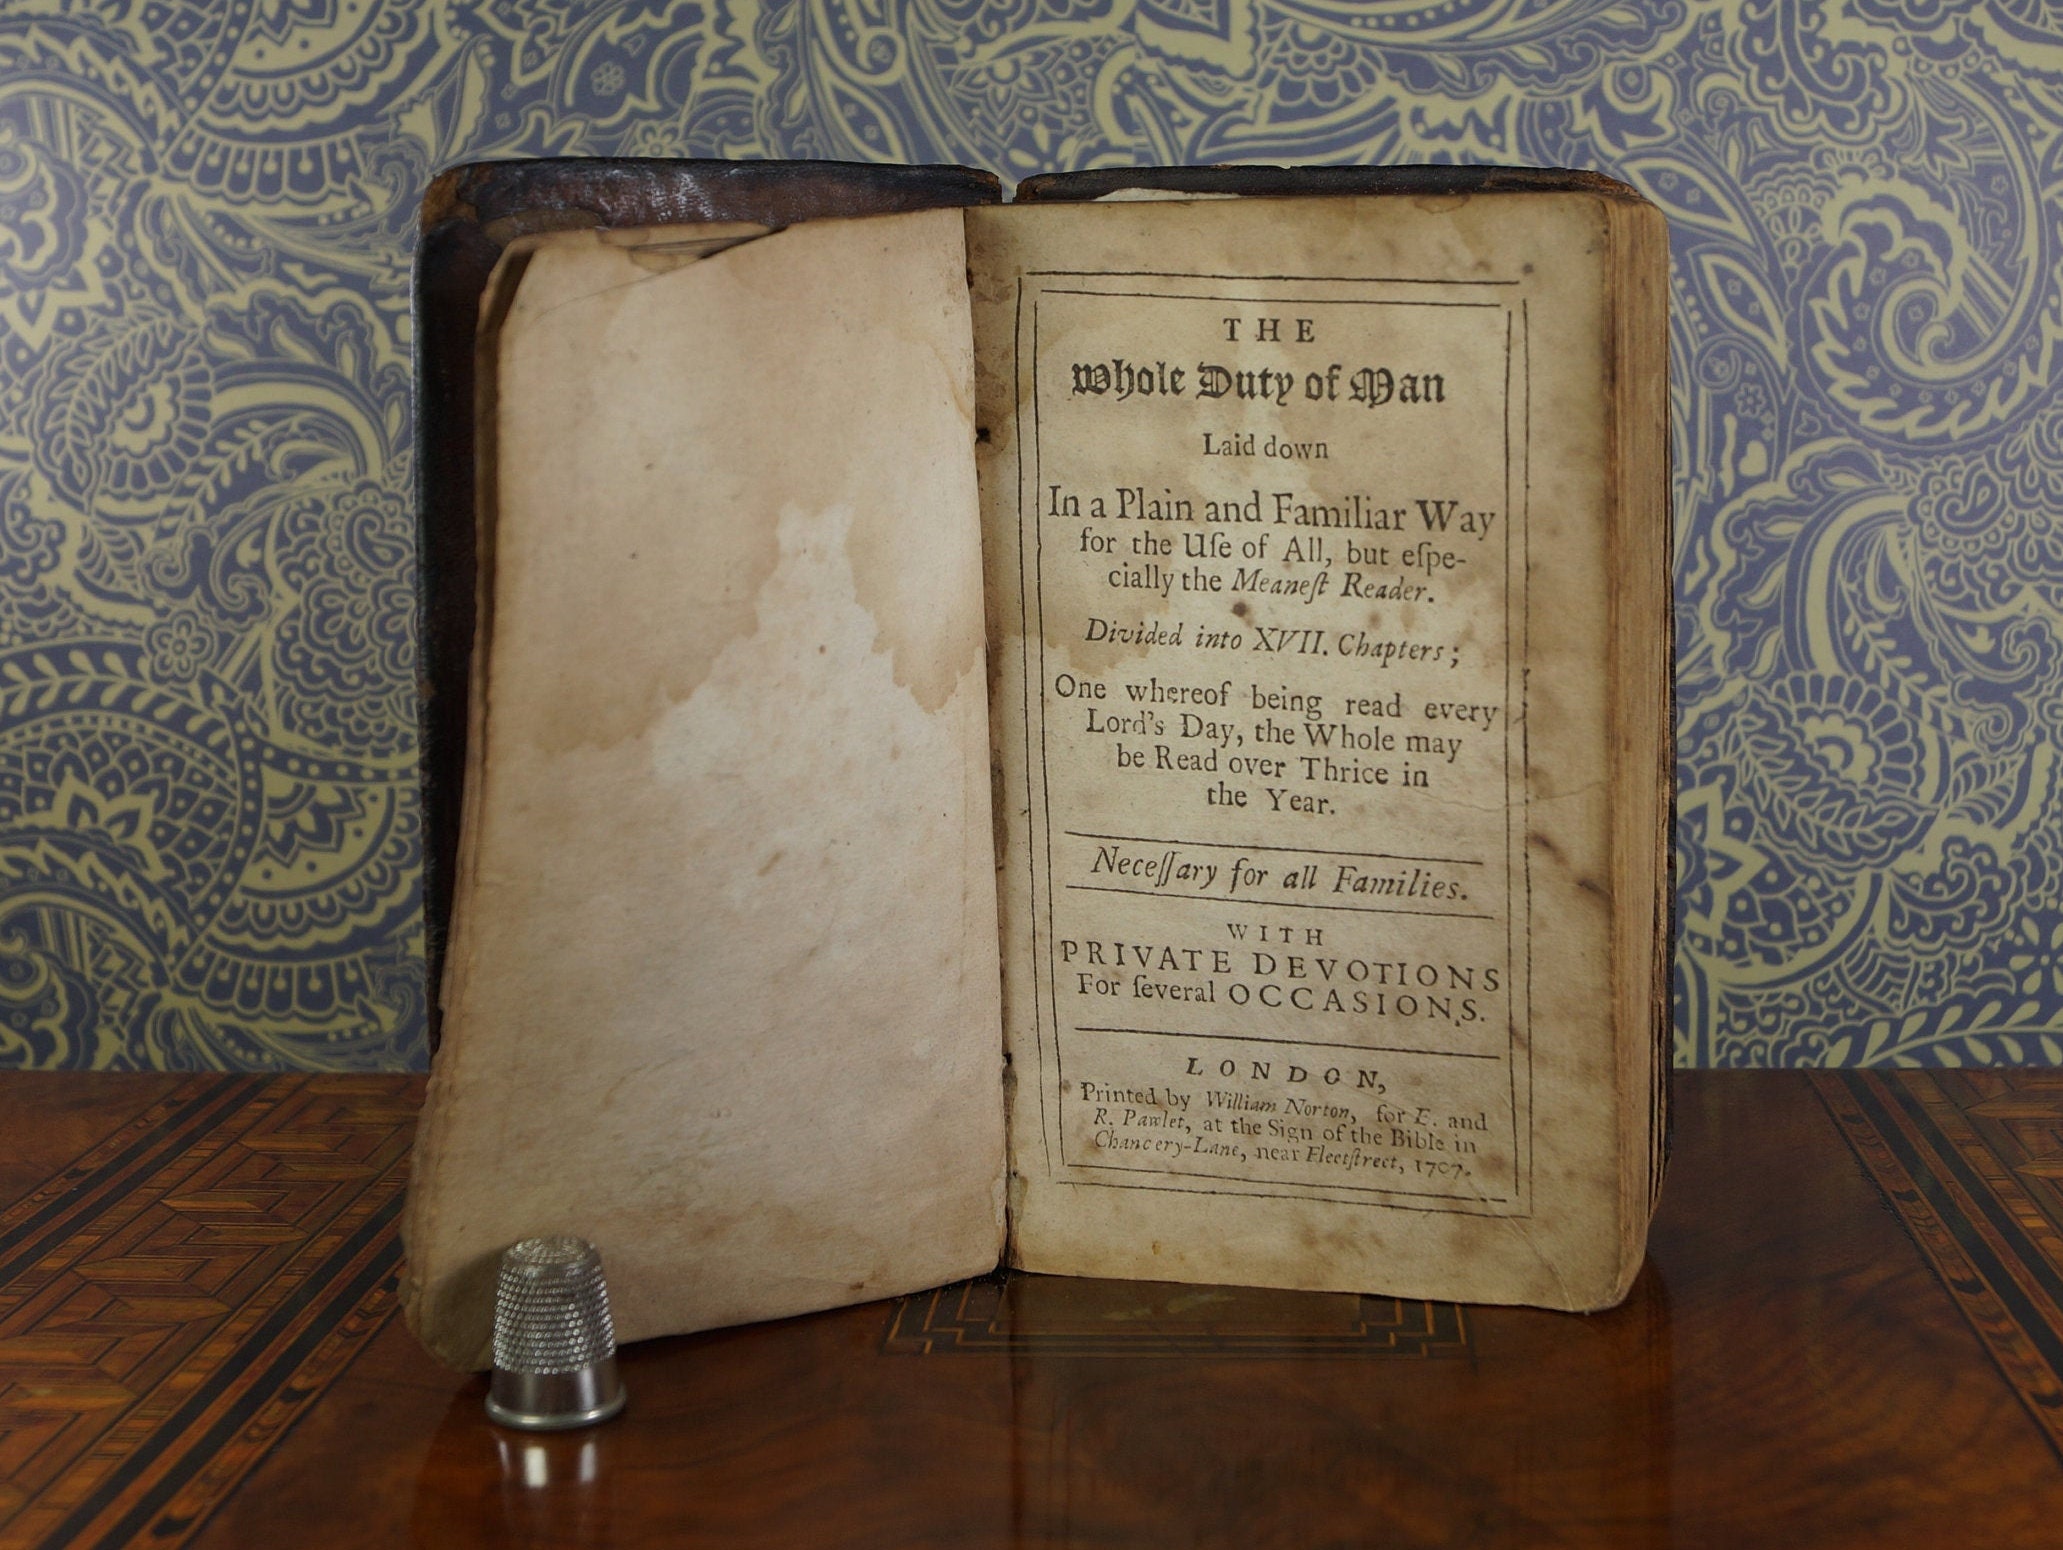 THE
Whole Duty of Man
Laid down
In a Plain and Familiar Way
for the Uſe of All, but eſpe-
cially the Meaneſt Reader.
Divided into XVII. Chapters;
One whereof being read every
Lord's Day, the Whole may
be Read over Thrice in
the Year.
Neceſſary for all Families.
WITH
PRIVATE DEVOTIONS
For ſeveral OCCASIONS.
LONDON,
Printed by William Norton, for E. and
R. Pawlet, at the Sign of the Bible in
Chancery-Lane, near Fleetſtreet, 1707.